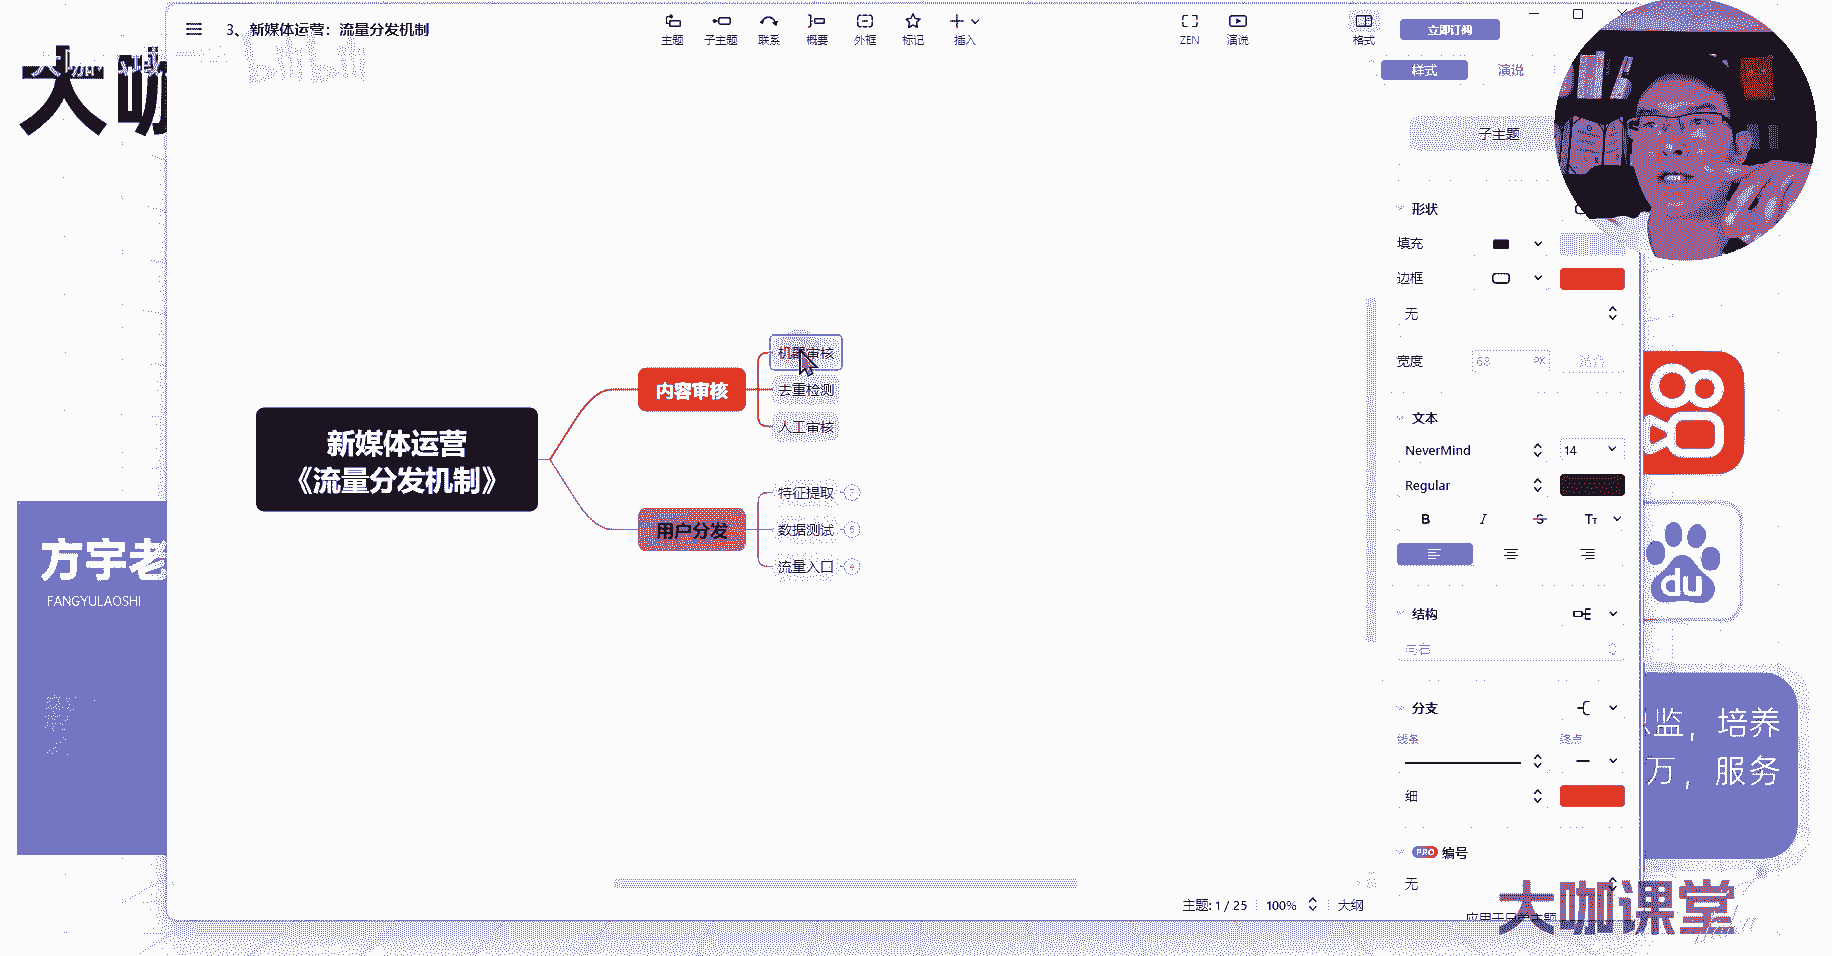 3、新媒体运营：流量分发机制
主题
子主题
联系
概要
外框
标记
插入
ZEN
演说
格式
立即订购
样式
演说
bilibili
大咖
子主题
形状
填充
边框
无
宽度
68
PX
文本
NeverMind
14
Regular
B
I
S
Tт
结构
向右
分支
线条
终点
细
PRO 编号
无
新媒体运营
《流量分发机制》
内容审核
机器审核
去重检测
人工审核
用户分发
特征提取
数据测试
流量入口
方宇老
FANGYULAOSHI
du
监，培养
万，服务
主题: 1 / 25
100%
大纲
大咖课堂